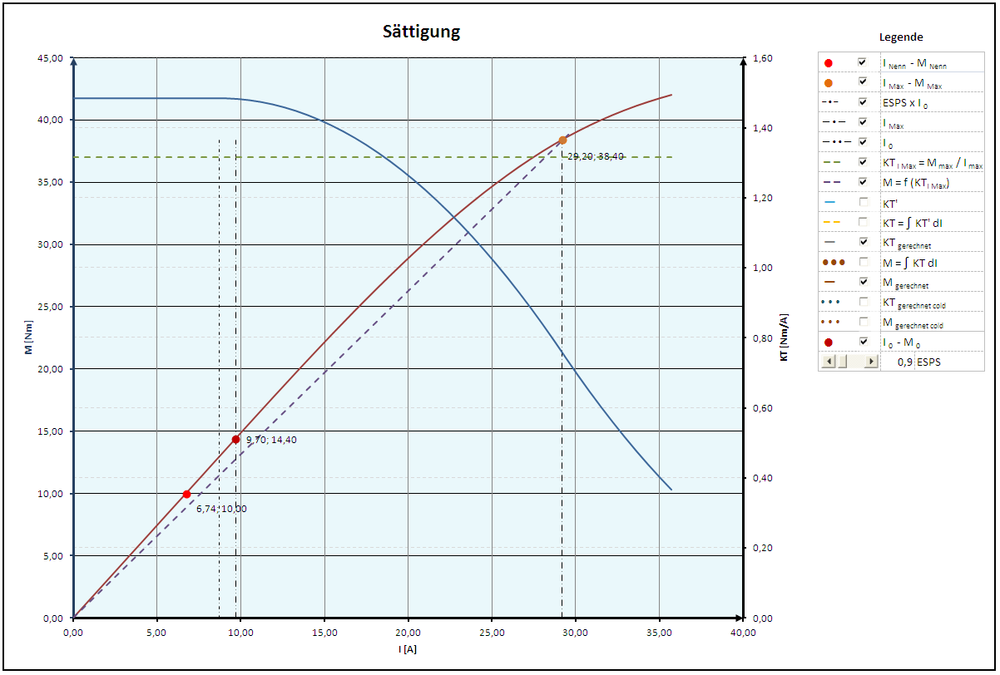 Sättigung
Legende
I Nenn - M Nenn
I Max - M Max
ESPS x I 0
I Max
I 0
KT I Max = M max / I max
M = f (KT I Max)
KT'
KT = ∫ KT' dI
KT gerechnet
M = ∫ KT dI
M gerechnet
KT gerechnet cold
M gerechnet cold
I 0 - M 0
0,9 ESPS
45,00
40,00
35,00
30,00
25,00
20,00
15,00
10,00
5,00
0,00
M [Nm]
1,60
1,40
1,20
1,00
0,80
0,60
0,40
0,20
0,00
KT [Nm/A]
29,20; 38,40
9,70; 14,40
6,74; 10,00
0,00 5,00 10,00 15,00 20,00 25,00 30,00 35,00 40,00
I [A]